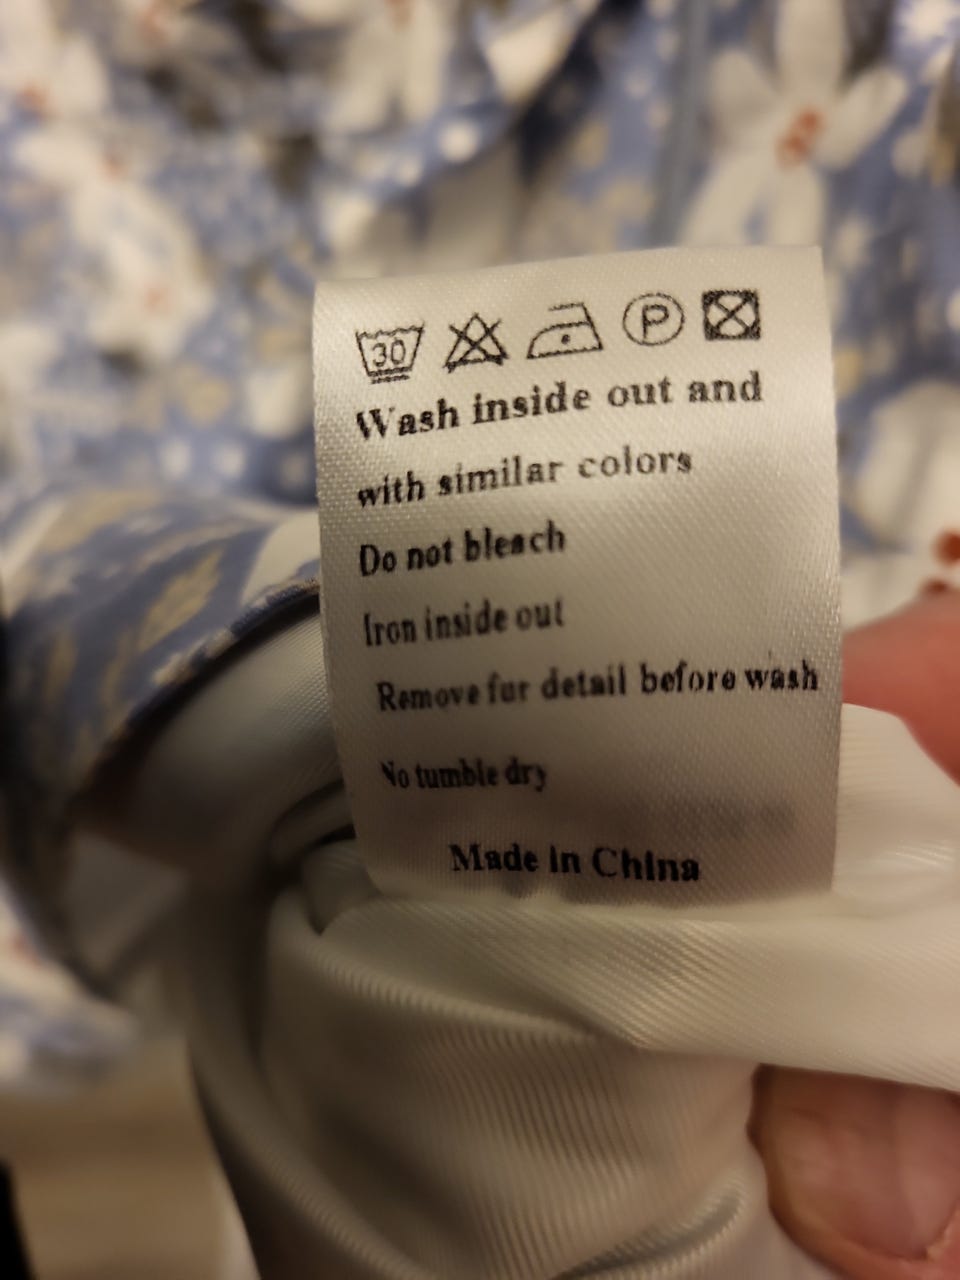 30 P
Wash inside out and
with similar colors
Do not bleach
Iron inside out
Remove fur detail before wash
No tumble dry
Made in China